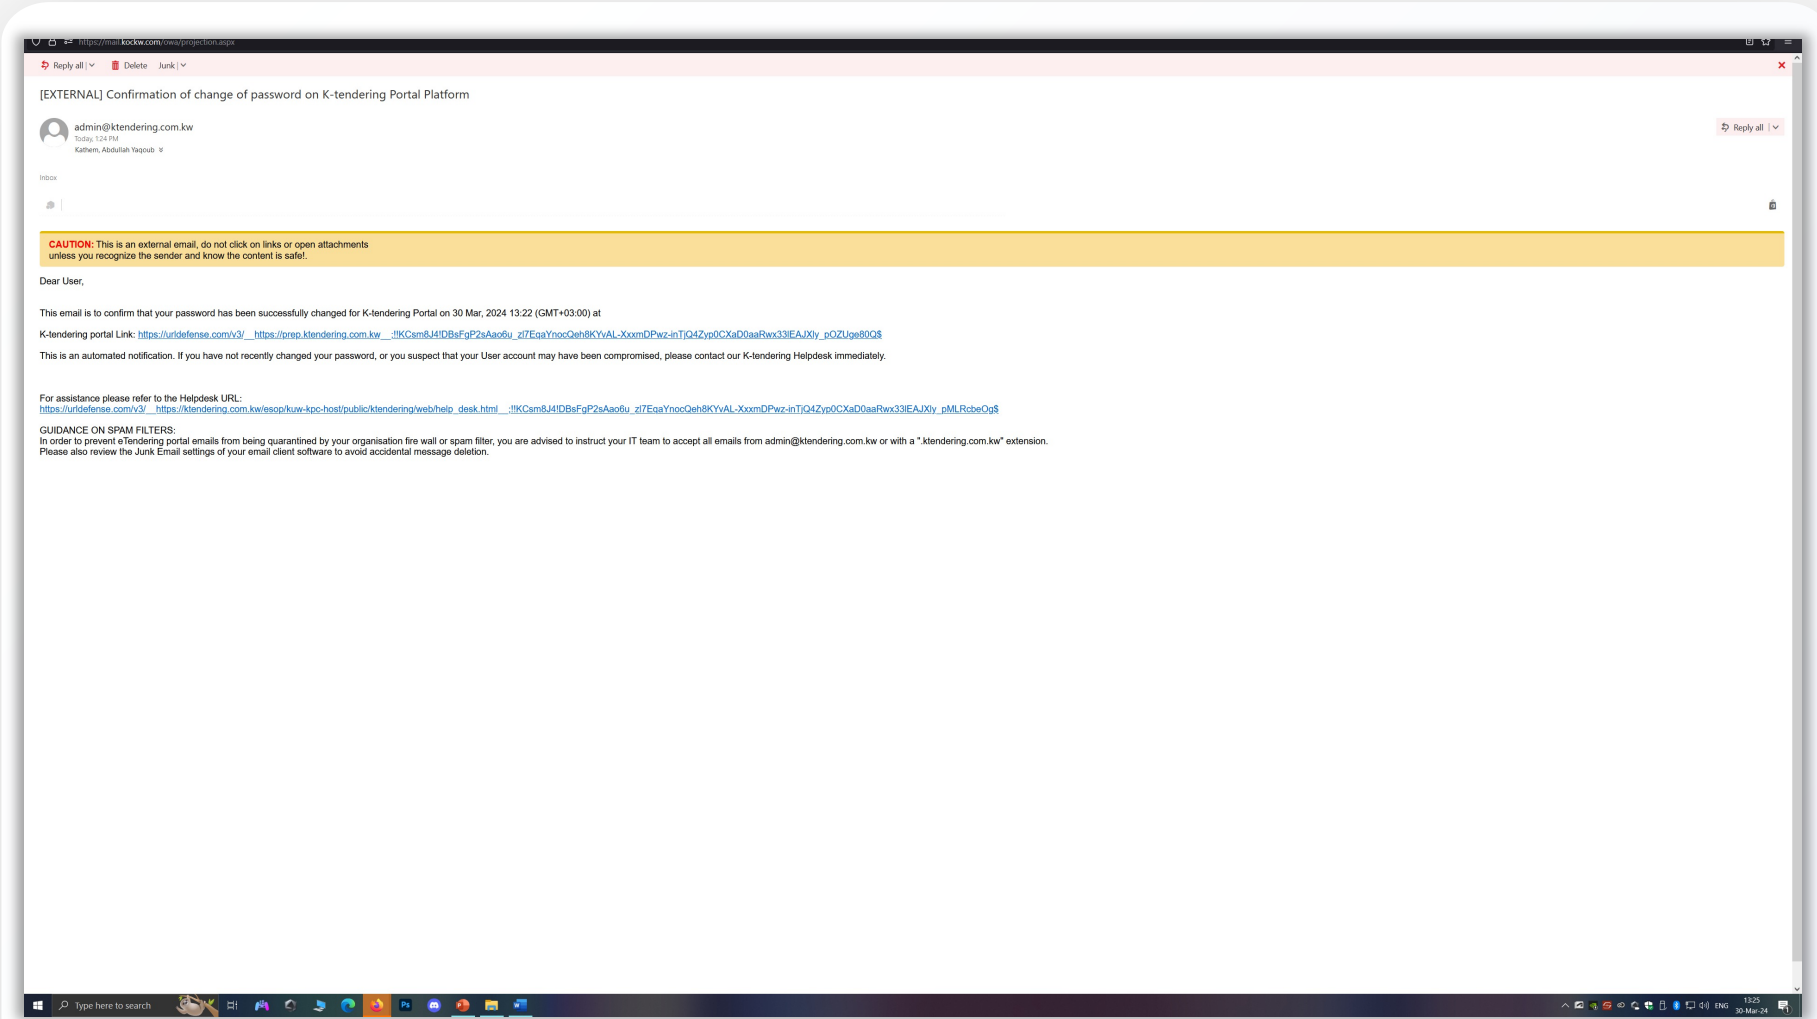 https://mail.kockw.com/owa/projection.aspx
Reply all
Delete
Junk
[EXTERNAL] Confirmation of change of password on K-tendering Portal Platform
admin@ktendering.com.kw
Today, 1:24 PM
Kathem, Abdullah Yaqoub
Reply all
Inbox
CAUTION: This is an external email, do not click on links or open attachments
unless you recognize the sender and know the content is safe!.
Dear User,
This email is to confirm that your password has been successfully changed for K-tendering Portal on 30 Mar, 2024 13:22 (GMT+03:00) at
K-tendering portal Link: https://urldefense.com/v3/__https://prep.ktendering.com.kw__;!!KCsm8J4!DBsFgP2sAao6u_zl7EqaYnocQeh8KYvAL-XxxmDPwz-inTjQ4Zyp0CXaD0aaRwx33lEAJXly_pOZUge80Q$
This is an automated notification. If you have not recently changed your password, or you suspect that your User account may have been compromised, please contact our K-tendering Helpdesk immediately.
For assistance please refer to the Helpdesk URL:
https://urldefense.com/v3/__https://ktendering.com.kw/esop/kuw-kpc-host/public/ktendering/web/help_desk.html__;!!KCsm8J4!DBsFgP2sAao6u_zl7EqaYnocQeh8KYvAL-XxxmDPwz-inTjQ4Zyp0CXaD0aaRwx33lEAJXly_pMLRcbeOg$
GUIDANCE ON SPAM FILTERS:
In order to prevent eTendering portal emails from being quarantined by your organisation fire wall or spam filter, you are advised to instruct your IT team to accept all emails from admin@ktendering.com.kw or with a ".ktendering.com.kw" extension.
Please also review the Junk Email settings of your email client software to avoid accidental message deletion.
Type here to search
Ps
ENG
13:25
30-Mar-24